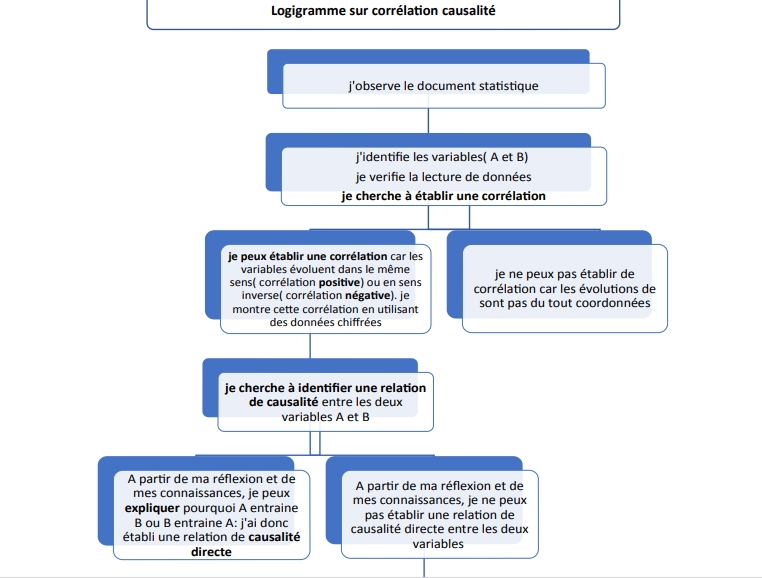 Logigramme sur corrélation causalité
j'observe le document statistique
j'identifie les variables( A et B)
je verifie la lecture de données
je cherche à établir une corrélation
je peux établir une corrélation car les
variables évoluent dans le même
sens( corrélation positive) ou en sens
inverse( corrélation négative). je
montre cette corrélation en utilisant
des données chiffrées
je ne peux pas établir de
corrélation car les évolutions de
sont pas du tout coordonnées
je cherche à identifier une relation
de causalité entre les deux
variables A et B
A partir de ma réflexion et de
mes connaissances, je peux
expliquer pourquoi A entraine
B ou B entraine A: j'ai donc
établi une relation de causalité
directe
A partir de ma réflexion et de
mes connaissances, je ne peux
pas établir une relation de
causalité directe entre les deux
variables